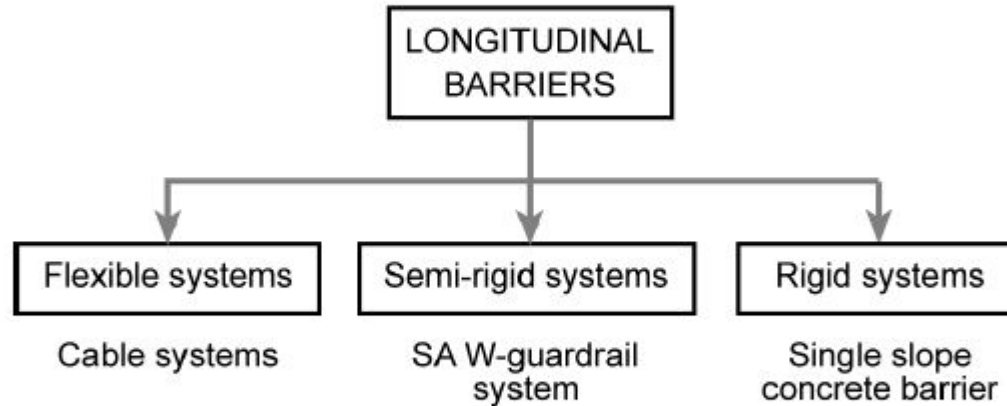 LONGITUDINAL
BARRIERS
Flexible systems
Semi-rigid systems
Rigid systems
Cable systems
SA W-guardrail
system
Single slope
concrete barrier